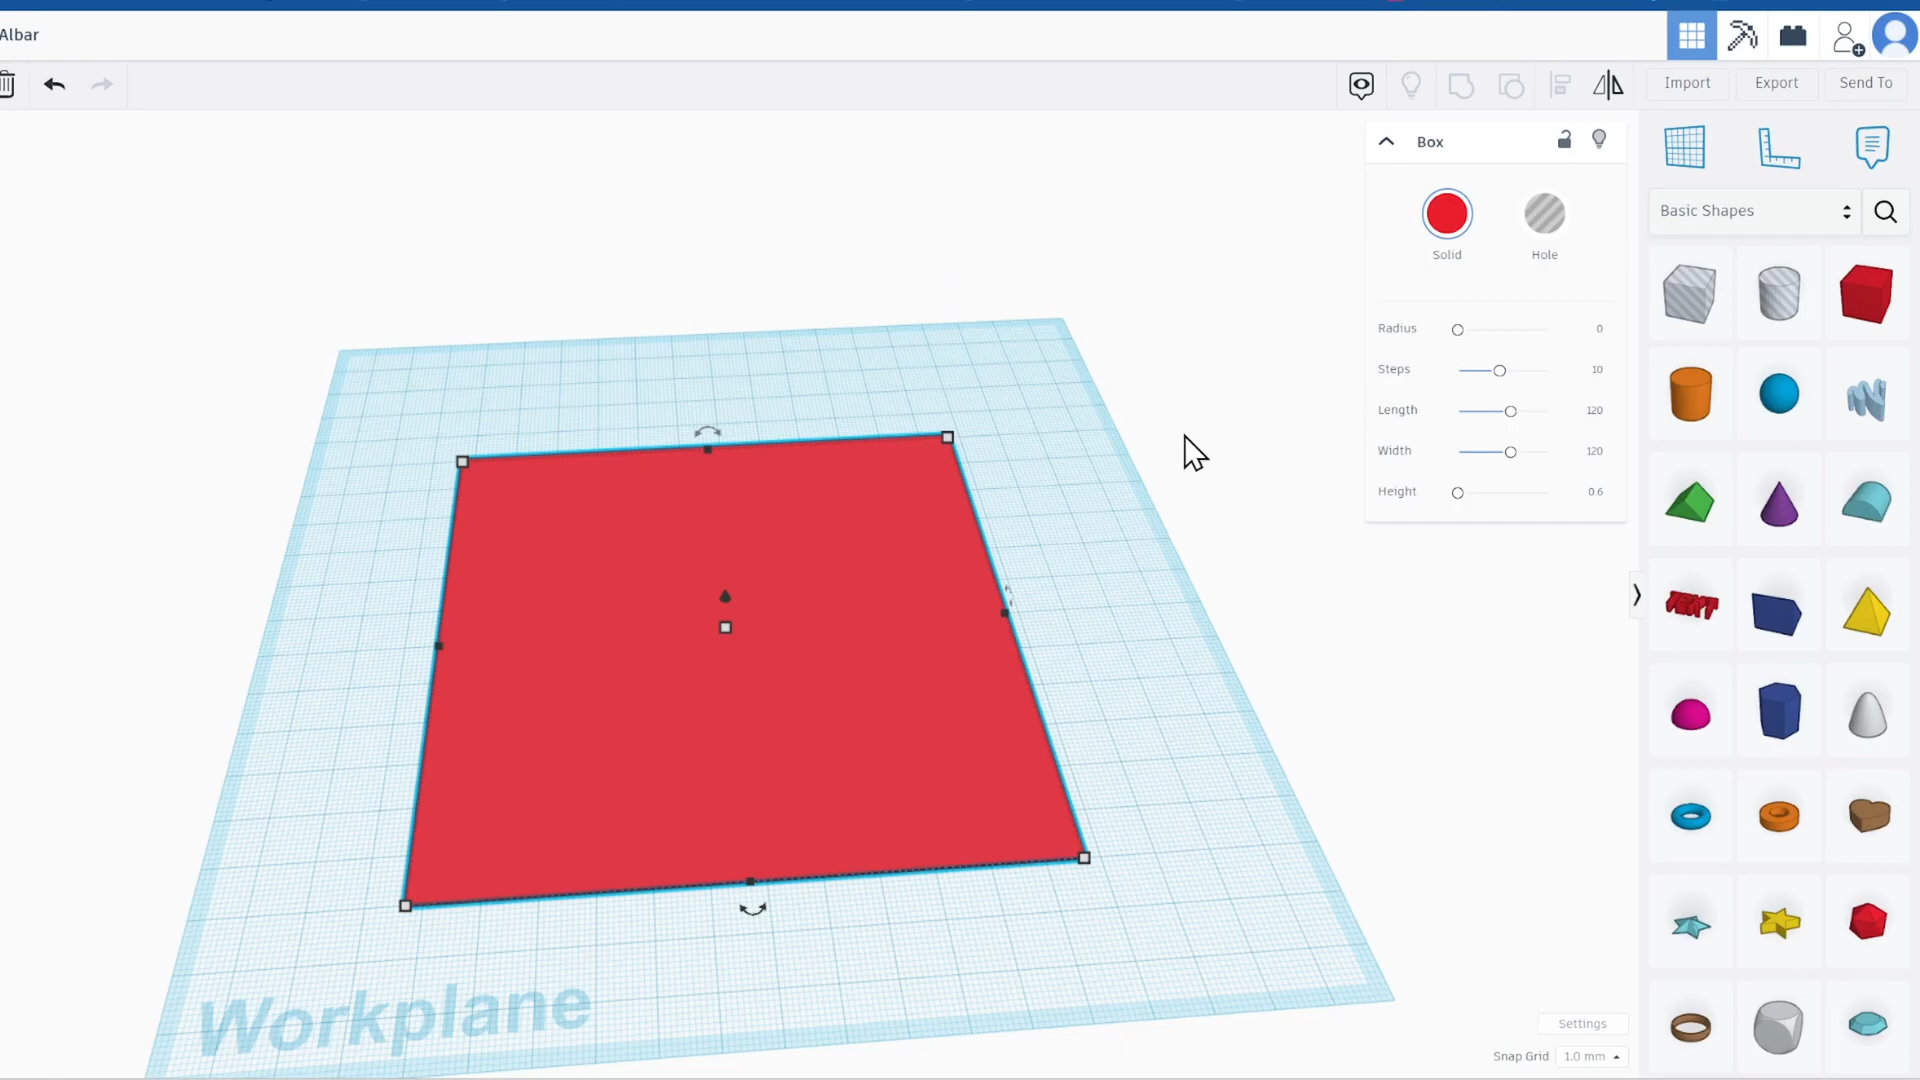 Albar
Import
Export
Send To
Box
Basic Shapes
Solid
Hole
Radius 0
Steps 10
Length 120
Width 120
Height 0.6
TEXT
Workplane
Settings
Snap Grid 1.0 mm